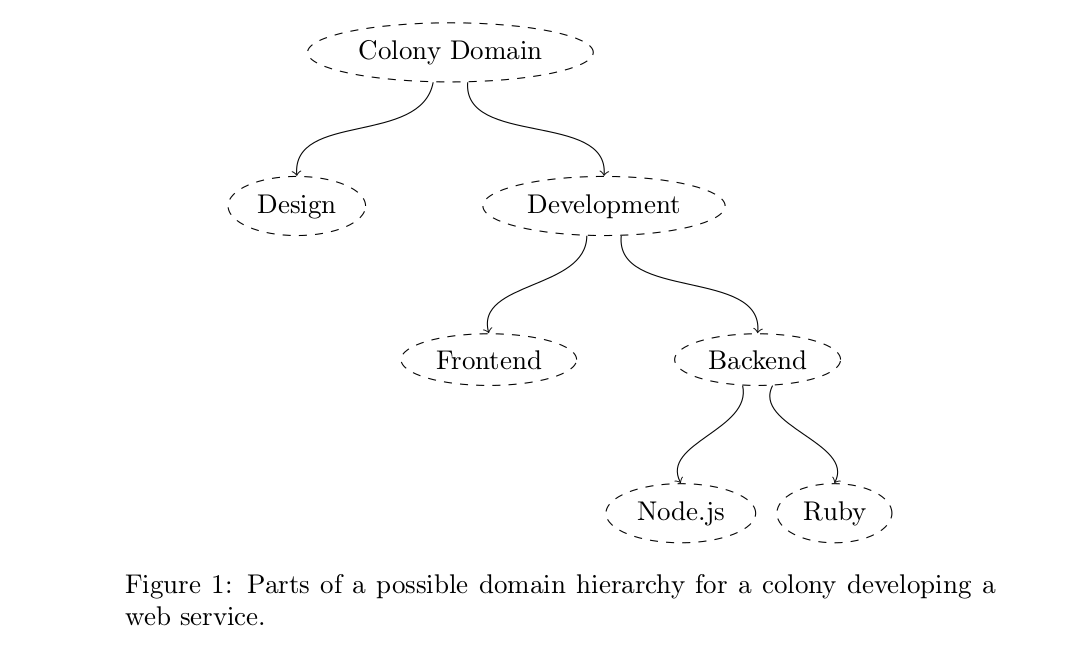 Colony Domain
Design
Development
Frontend
Backend
Node.js
Ruby
Figure 1: Parts of a possible domain hierarchy for a colony developing a
web service.